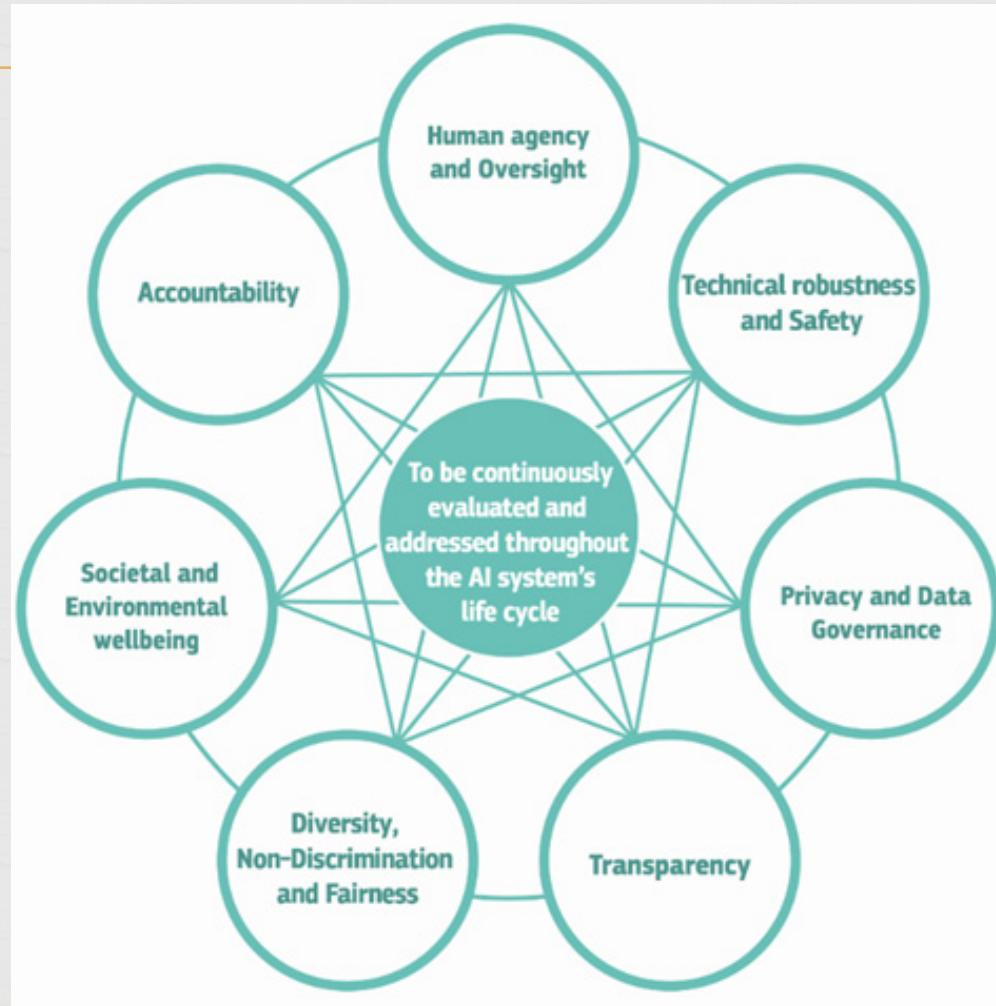 Human agency
and Oversight
Technical robustness
and Safety
Privacy and Data
Governance
Transparency
Diversity,
Non-Discrimination
and Fairness
Societal and
Environmental
wellbeing
Accountability
To be continuously
evaluated and
addressed throughout
the AI system's
life cycle